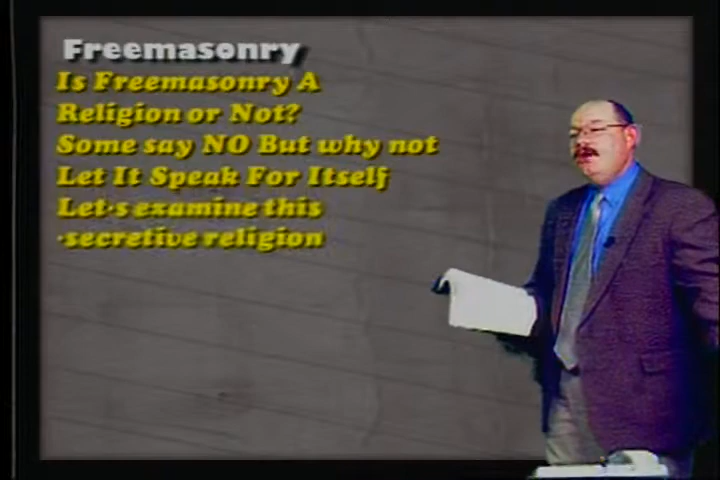 Freemasonry
Is Freemasonry A
Religion or Not?
Some say NO But why not
Let It Speak For Itself
Let·s examine this
·secretive religion